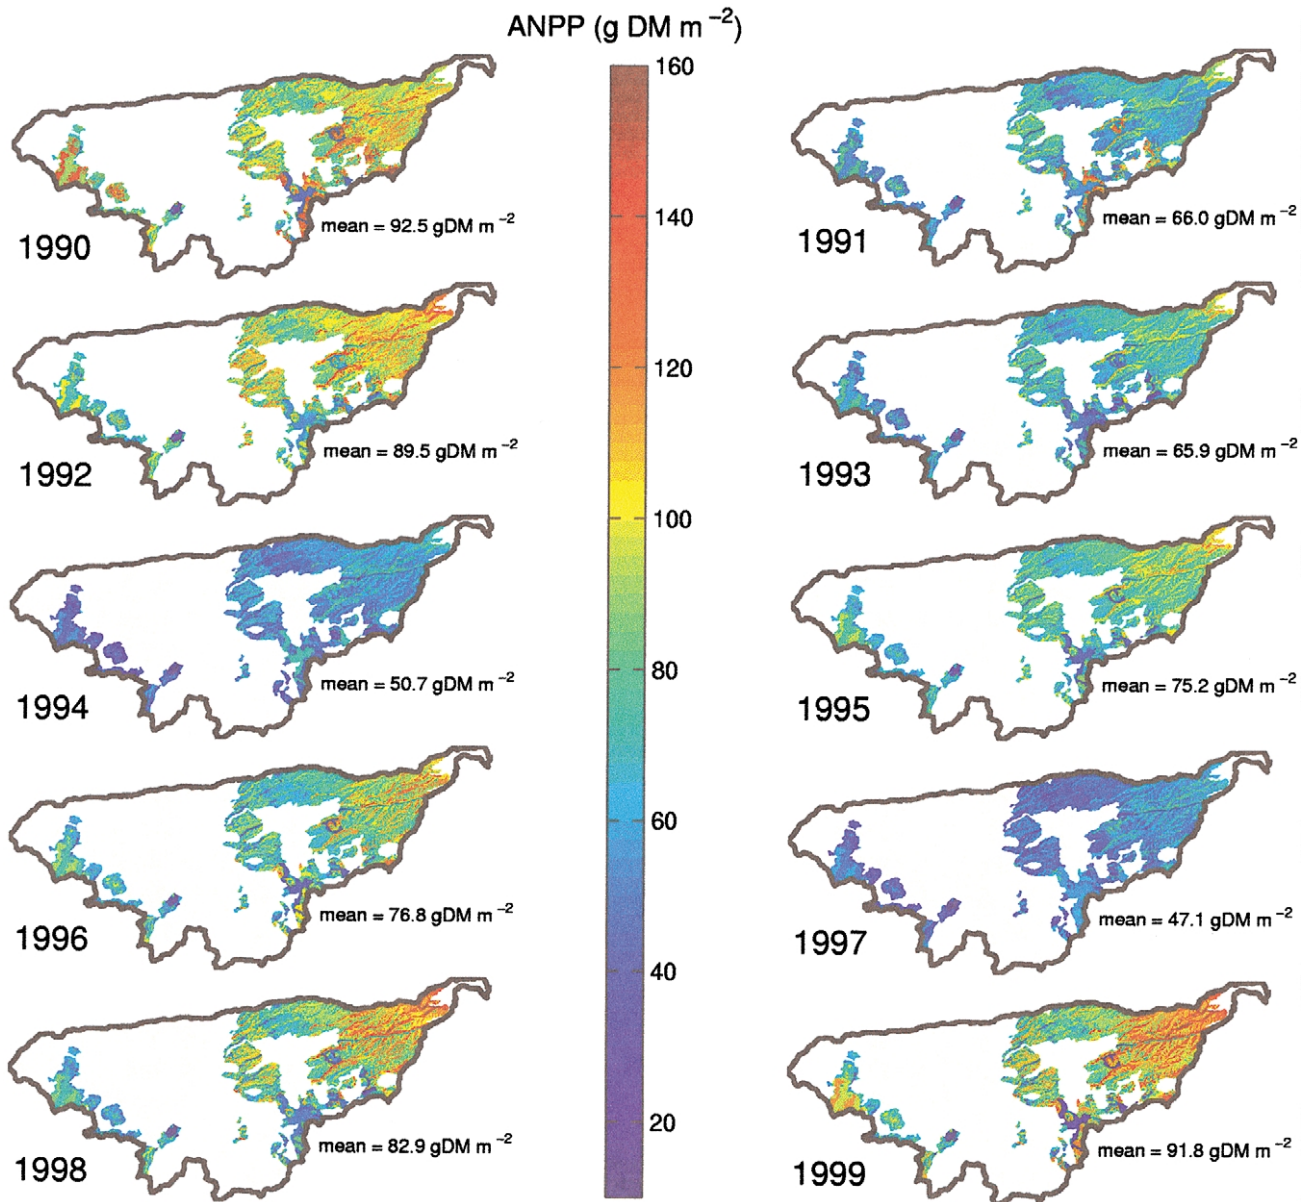 ANPP (g DM m⁻²)
160
140
120
100
80
60
40
20
1990
mean = 92.5 gDM m⁻²
1991
mean = 66.0 gDM m⁻²
1992
mean = 89.5 gDM m⁻²
1993
mean = 65.9 gDM m⁻²
1994
mean = 50.7 gDM m⁻²
1995
mean = 75.2 gDM m⁻²
1996
mean = 76.8 gDM m⁻²
1997
mean = 47.1 gDM m⁻²
1998
mean = 82.9 gDM m⁻²
1999
mean = 91.8 gDM m⁻²